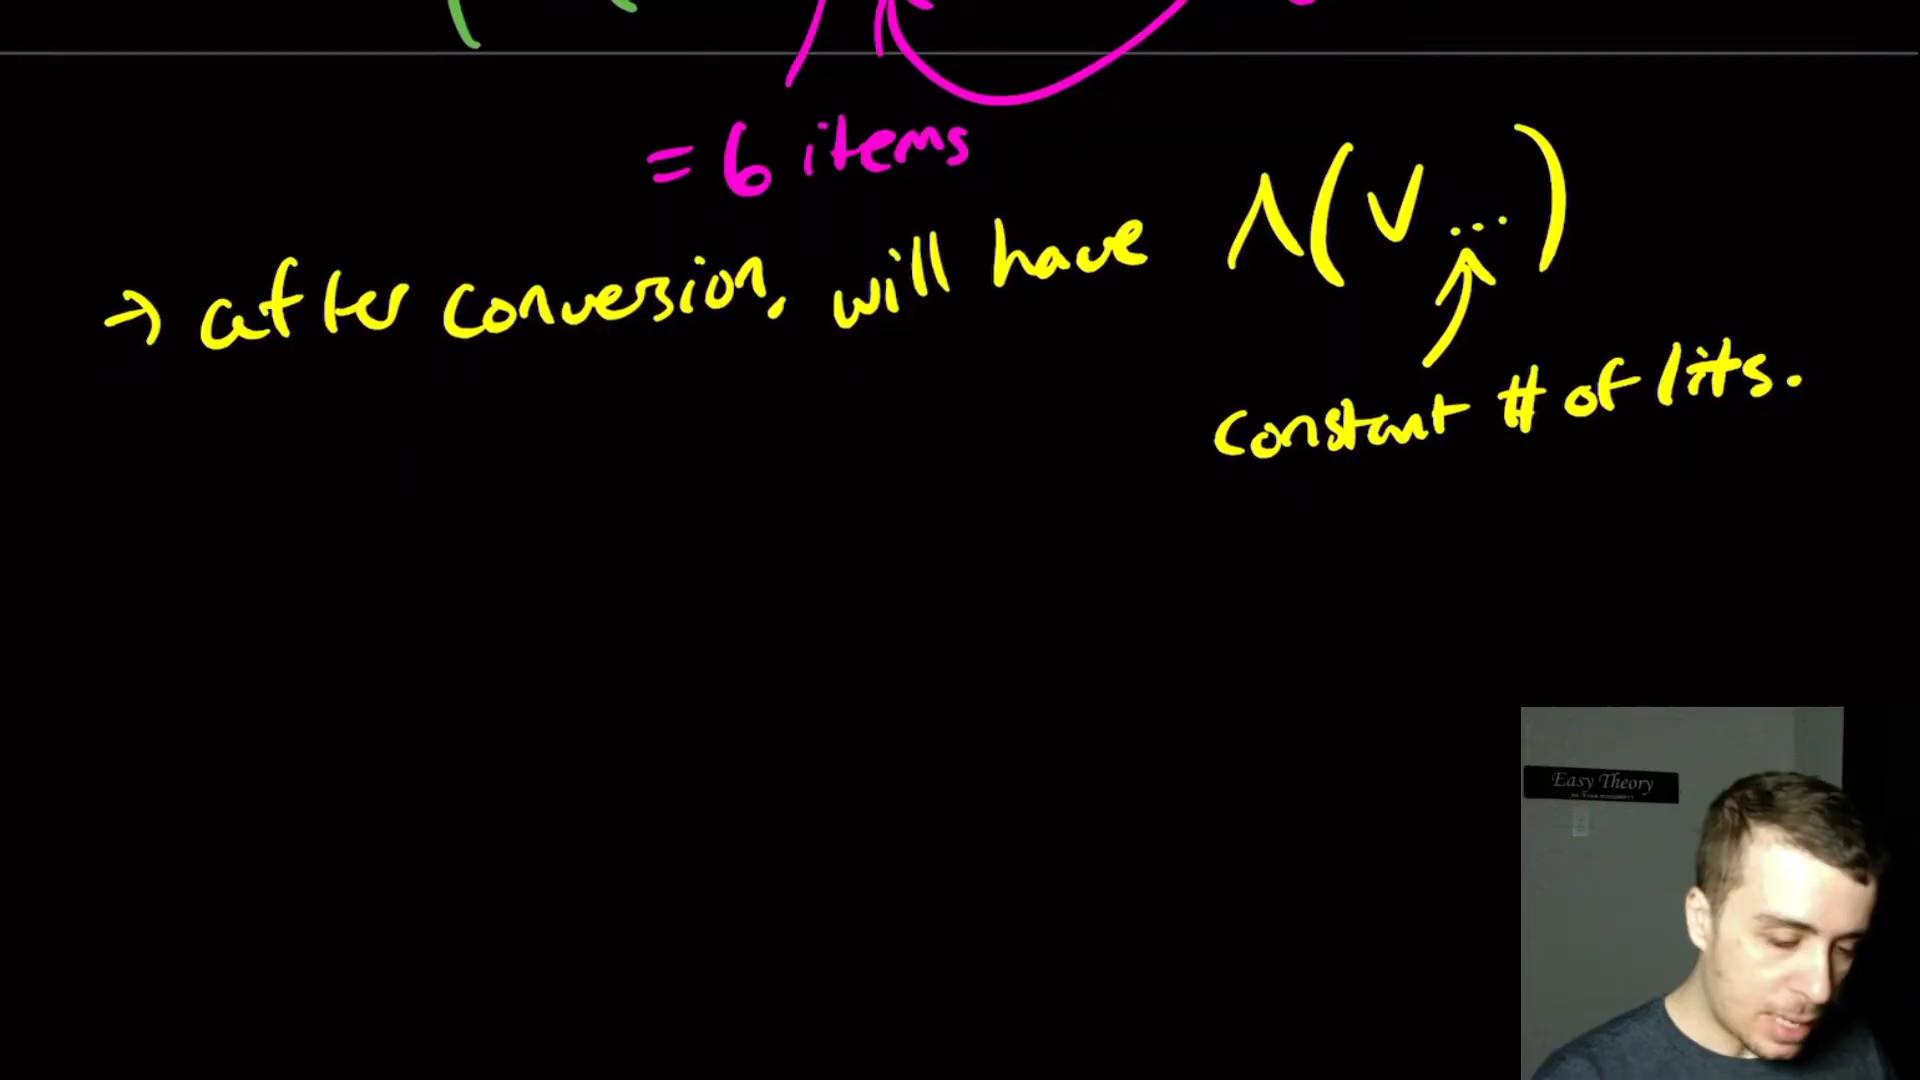 = 6 items
→ after conversion, will have ∧(∨...)
constant # of lits.
Easy Theory